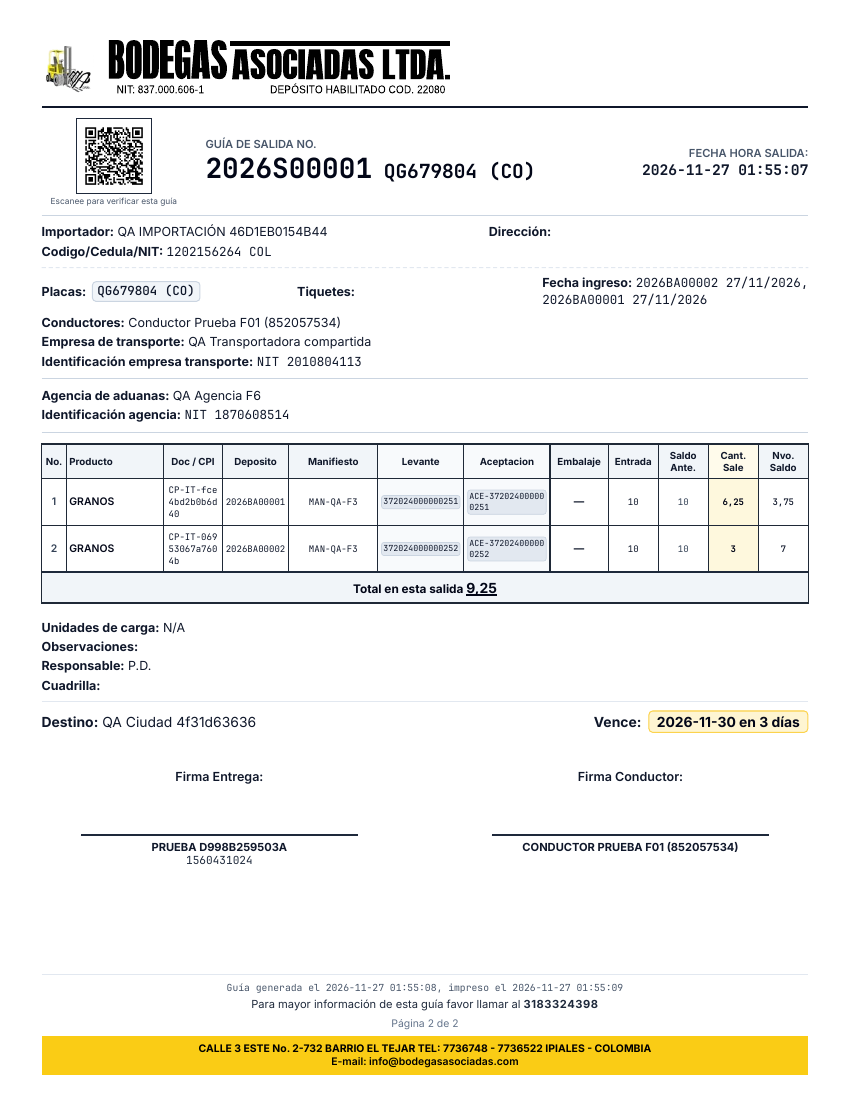 BODEGAS ASOCIADAS LTDA.
NIT: 837.000.606-1 DEPÓSITO HABILITADO COD. 22080
GUÍA DE SALIDA NO.
2026S00001 QG679804 (CO)
FECHA HORA SALIDA:
2026-11-27 01:55:07
Escanee para verificar esta guía
Importador: QA IMPORTACIÓN 46D1EB0154B44 Dirección:
Codigo/Cedula/NIT: 1202156264 COL
Placas: QG679804 (CO) Tiquetes: Fecha ingreso: 2026BA00002 27/11/2026,
2026BA00001 27/11/2026
Conductores: Conductor Prueba F01 (852057534)
Empresa de transporte: QA Transportadora compartida
Identificación empresa transporte: NIT 2010804113
Agencia de aduanas: QA Agencia F6
Identificación agencia: NIT 1870608514
No. Producto Doc / CPI Deposito Manifiesto Levante Aceptacion Embalaje Entrada Saldo Ante. Cant. Sale Nvo. Saldo
1 GRANOS CP-IT-fce4bd2b0b6d40 2026BA00001 MAN-QA-F3 372024000000251 ACE-372024000000251 — 10 10 6,25 3,75
2 GRANOS CP-IT-06953067a7604b 2026BA00002 MAN-QA-F3 372024000000252 ACE-372024000000252 — 10 10 3 7
Total en esta salida 9,25
Unidades de carga: N/A
Observaciones:
Responsable: P.D.
Cuadrilla:
Destino: QA Ciudad 4f31d63636 Vence: 2026-11-30 en 3 días
Firma Entrega: Firma Conductor:
PRUEBA D998B259503A CONDUCTOR PRUEBA F01 (852057534)
1560431024
Guía generada el 2026-11-27 01:55:08, impreso el 2026-11-27 01:55:09
Para mayor información de esta guía favor llamar al 3183324398
Página 2 de 2
CALLE 3 ESTE No. 2-732 BARRIO EL TEJAR TEL: 7736748 - 7736522 IPIALES - COLOMBIA
E-mail: info@bodegasasociadas.com